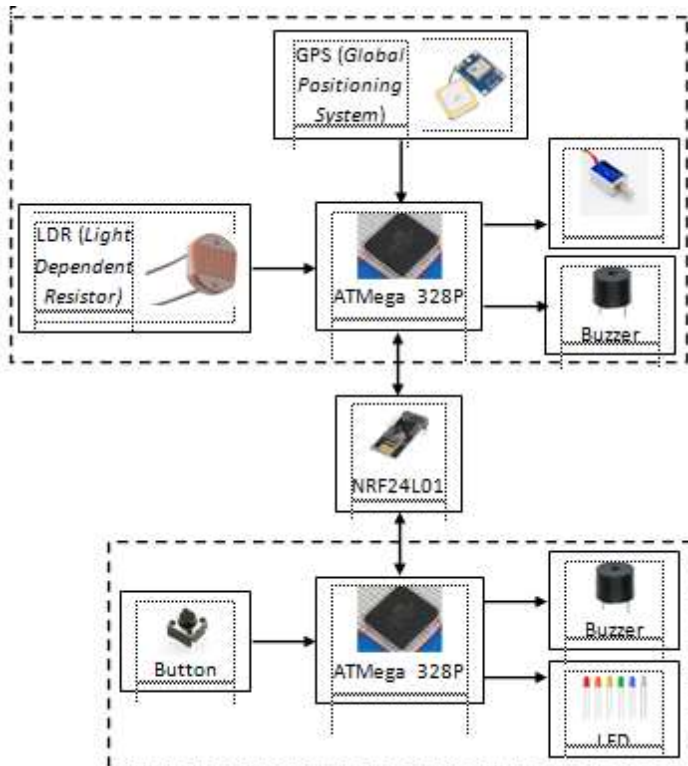 GPS (Global
Positioning
System)
LDR (Light
Dependent
Resistor)
ATMega 328P
Buzzer
NRF24L01
Button
ATMega 328P
Buzzer
LED